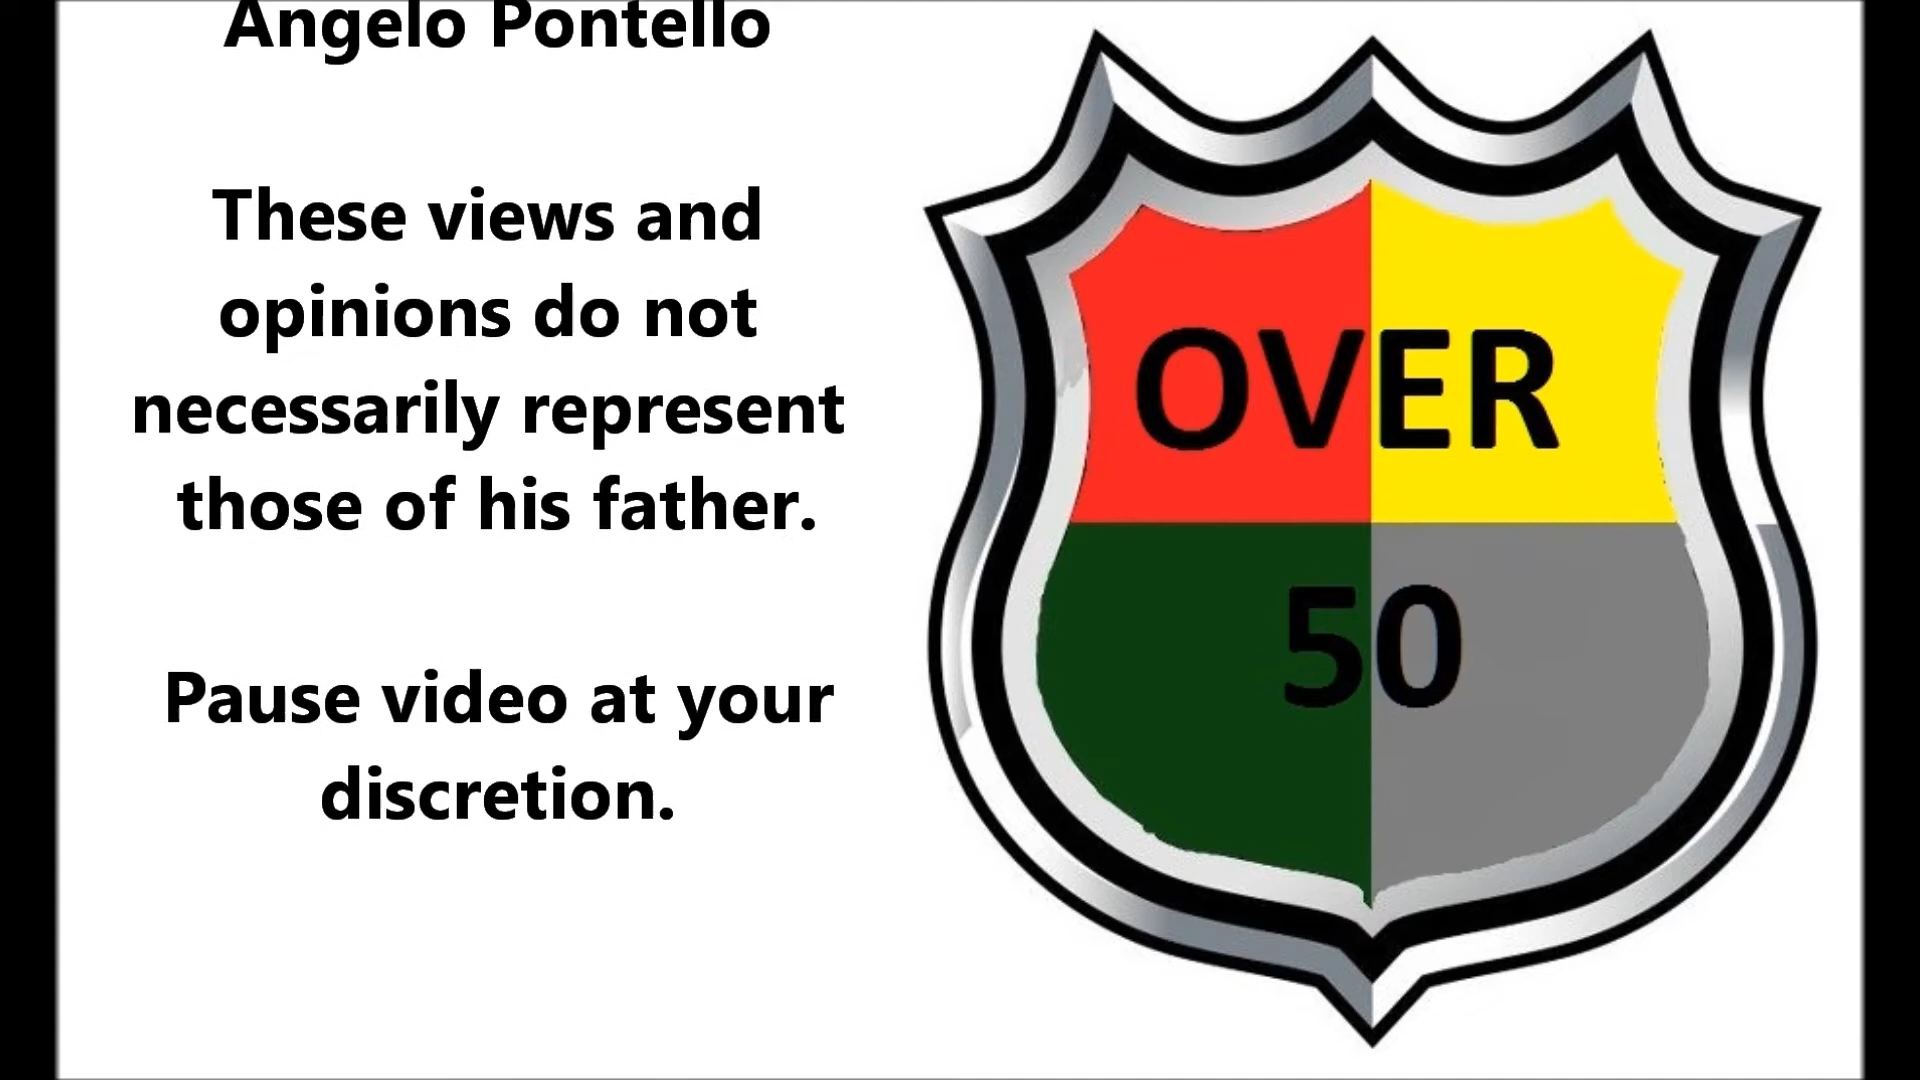 Angelo Pontello
These views and
opinions do not
necessarily represent
those of his father.
Pause video at your
discretion.
OVER
50